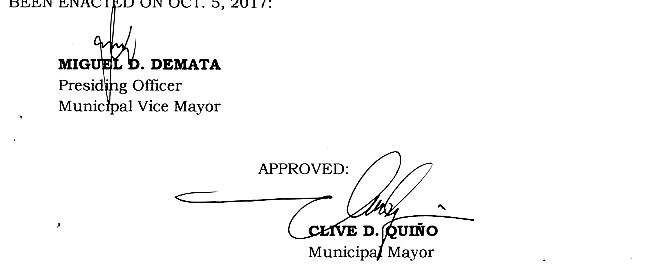 BEEN ENACTED ON OCT. 5, 2017:
MIGUEL D. DEMATA
Presiding Officer
Municipal Vice Mayor
APPROVED:
CLIVE D. QUIÑO
Municipal Mayor